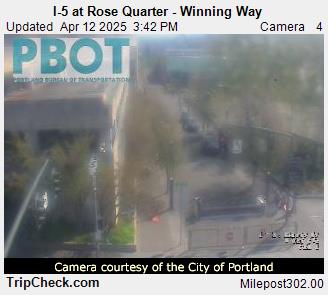 I-5 at Rose Quarter - Winning Way
Updated Apr 12 2025 3:42 PM Camera 4
PBOT
PORTLAND BUREAU OF TRANSPORTATION
Camera courtesy of the City of Portland
TripCheck.com Milepost302.00